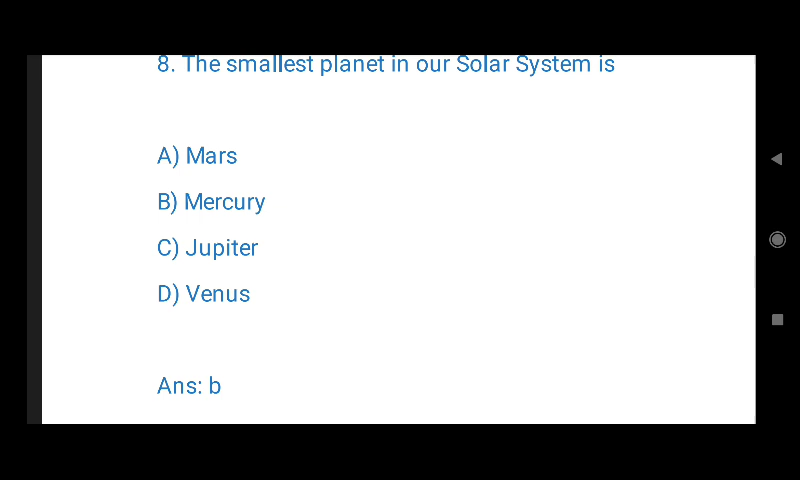 8. The smallest planet in our Solar System is
A) Mars
B) Mercury
C) Jupiter
D) Venus
Ans: b